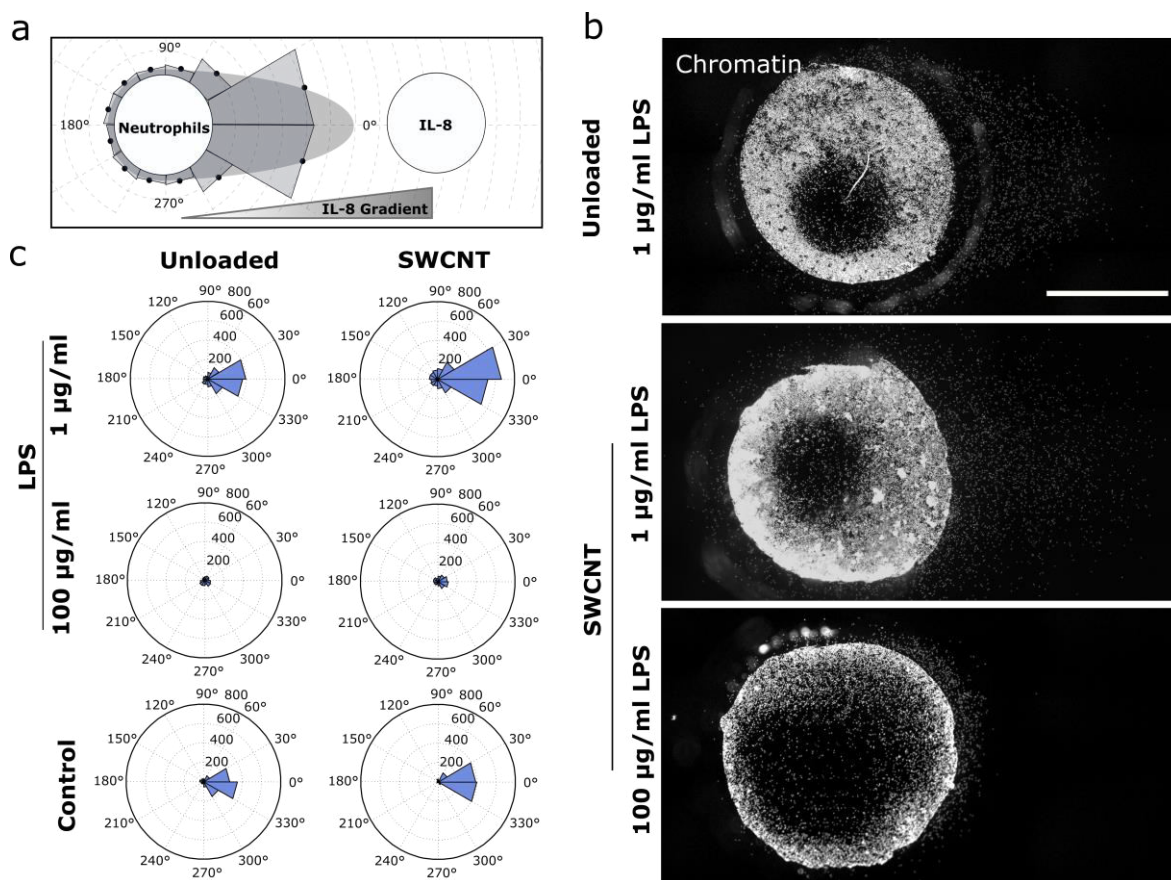 a
90°
180°
Neutrophils
0°
IL-8
270°
IL-8 Gradient
b
Chromatin
Unloaded
1 µg/ml LPS
SWCNT
1 µg/ml LPS
100 µg/ml LPS
c
Unloaded
SWCNT
LPS
1 µg/ml
90° 800
120° 60°
600
150° 400 30°
200
180° 0°
210° 330°
240° 300°
270°
90° 800
120° 60°
600
150° 400 30°
200
180° 0°
210° 330°
240° 300°
270°
100 µg/ml
90° 800
120° 60°
600
150° 400 30°
200
180° 0°
210° 330°
240° 300°
270°
90° 800
120° 60°
600
150° 400 30°
200
180° 0°
210° 330°
240° 300°
270°
Control
90° 800
120° 60°
600
150° 400 30°
200
180° 0°
210° 330°
240° 300°
270°
90° 800
120° 60°
600
150° 400 30°
200
180° 0°
210° 330°
240° 300°
270°